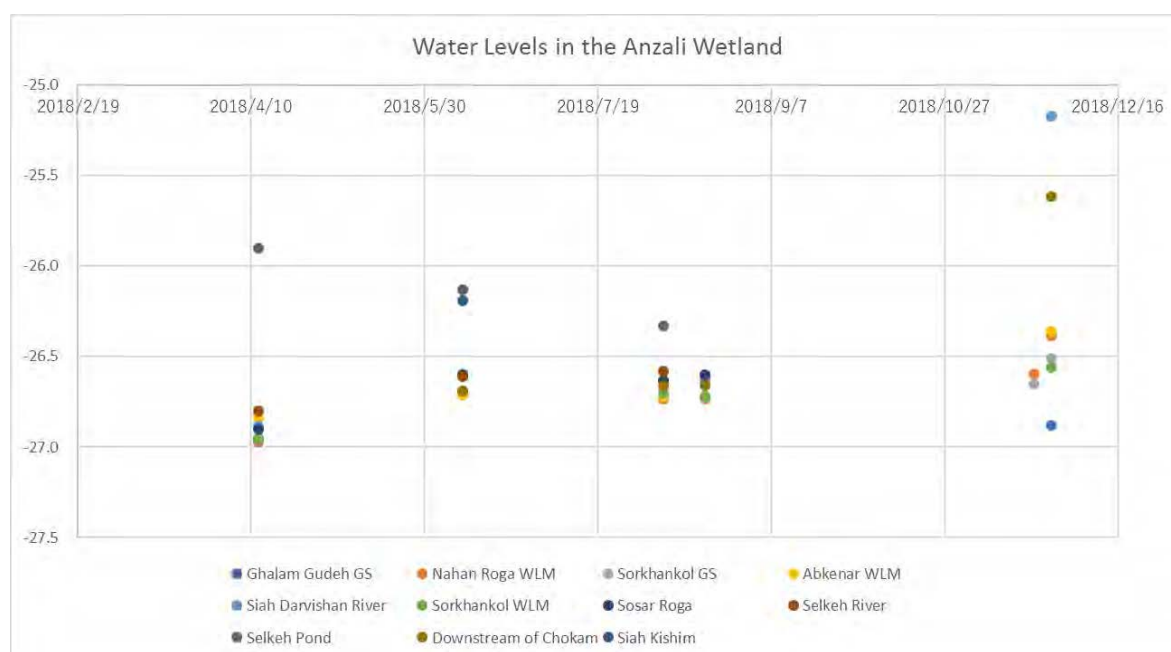 Water Levels in the Anzali Wetland
-25.0
2018/2/19 2018/4/10 2018/5/30 2018/7/19 2018/9/7 2018/10/27 2018/12/16
-25.5
-26.0
-26.5
-27.0
-27.5
Ghalam Gudeh GS Nahan Roga WLM Sorkhankol GS Abkenar WLM
Siah Darvishan River Sorkhankol WLM Sosar Roga Selkeh River
Selkeh Pond Downstream of Chokam Siah Kishim